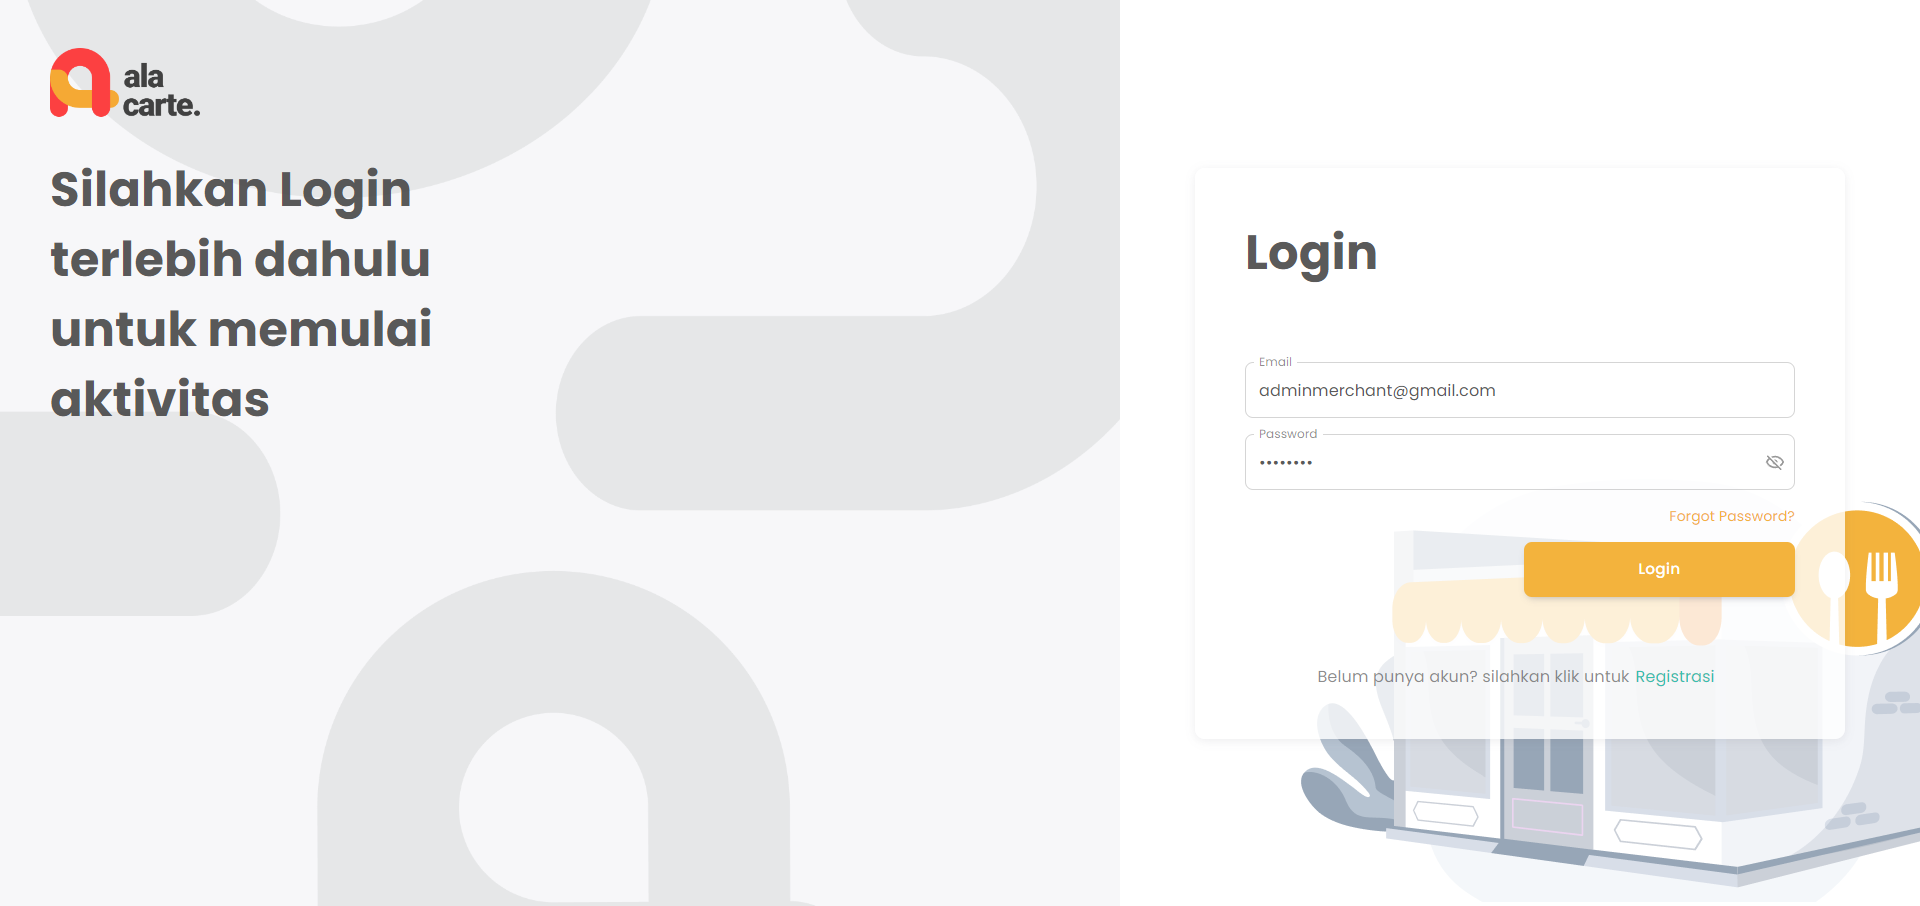 ala
carte.
Silahkan Login
terlebih dahulu
untuk memulai
aktivitas
Login
Email
adminmerchant@gmail.com
Password
••••••••
Forgot Password?
Login
Belum punya akun? silahkan klik untuk Registrasi